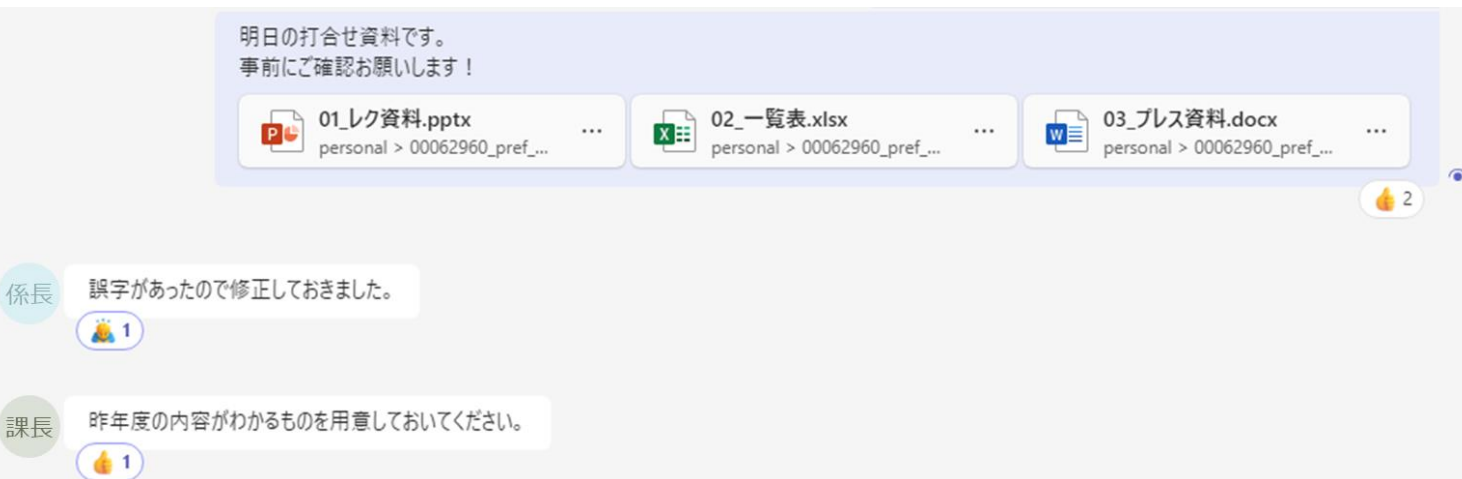 明日の打合せ資料です。
事前にご確認お願いします！
01_レク資料.pptx
personal > 00062960_pref_...
02_一覧表.xlsx
personal > 00062960_pref_...
03_プレス資料.docx
personal > 00062960_pref_...
2
係長
誤字があったので修正しておきました。
1
課長
昨年度の内容がわかるものを用意しておいてください。
1